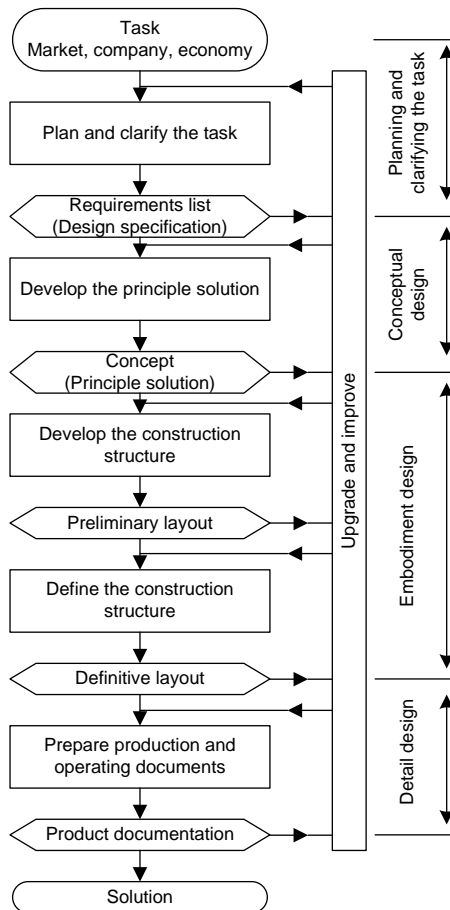 Task
Market, company, economy
Plan and clarify the task
Requirements list
(Design specification)
Develop the principle solution
Concept
(Principle solution)
Develop the construction
structure
Preliminary layout
Define the construction
structure
Definitive layout
Prepare production and
operating documents
Product documentation
Solution
Upgrade and improve
Planning and
clarifying the task
Conceptual
design
Embodiment design
Detail design